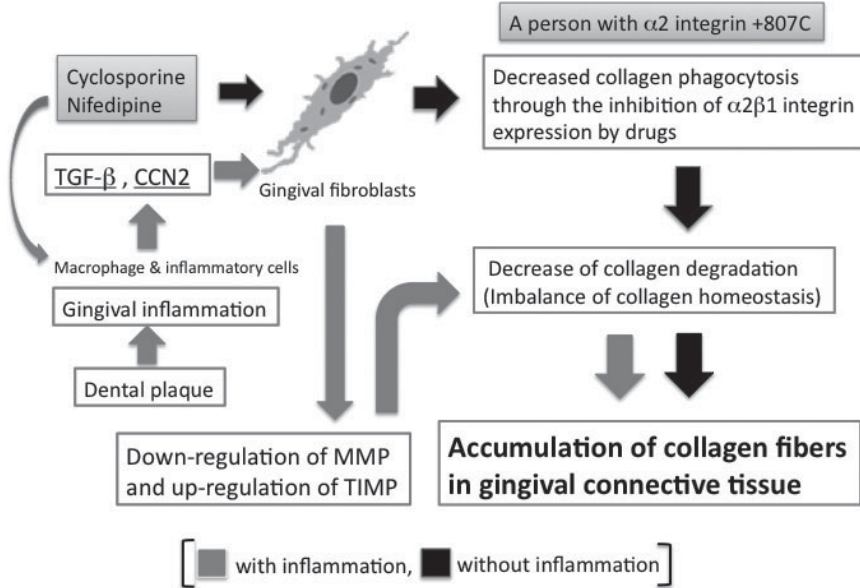 A person with α2 integrin +807C
Cyclosporine
Nifedipine
Decreased collagen phagocytosis
through the inhibition of α2β1 integrin
expression by drugs
TGF-β , CCN2
Gingival fibroblasts
Macrophage & inflammatory cells
Gingival inflammation
Dental plaque
Decrease of collagen degradation
(Imbalance of collagen homeostasis)
Down-regulation of MMP
and up-regulation of TIMP
Accumulation of collagen fibers
in gingival connective tissue
[ with inflammation, without inflammation ]